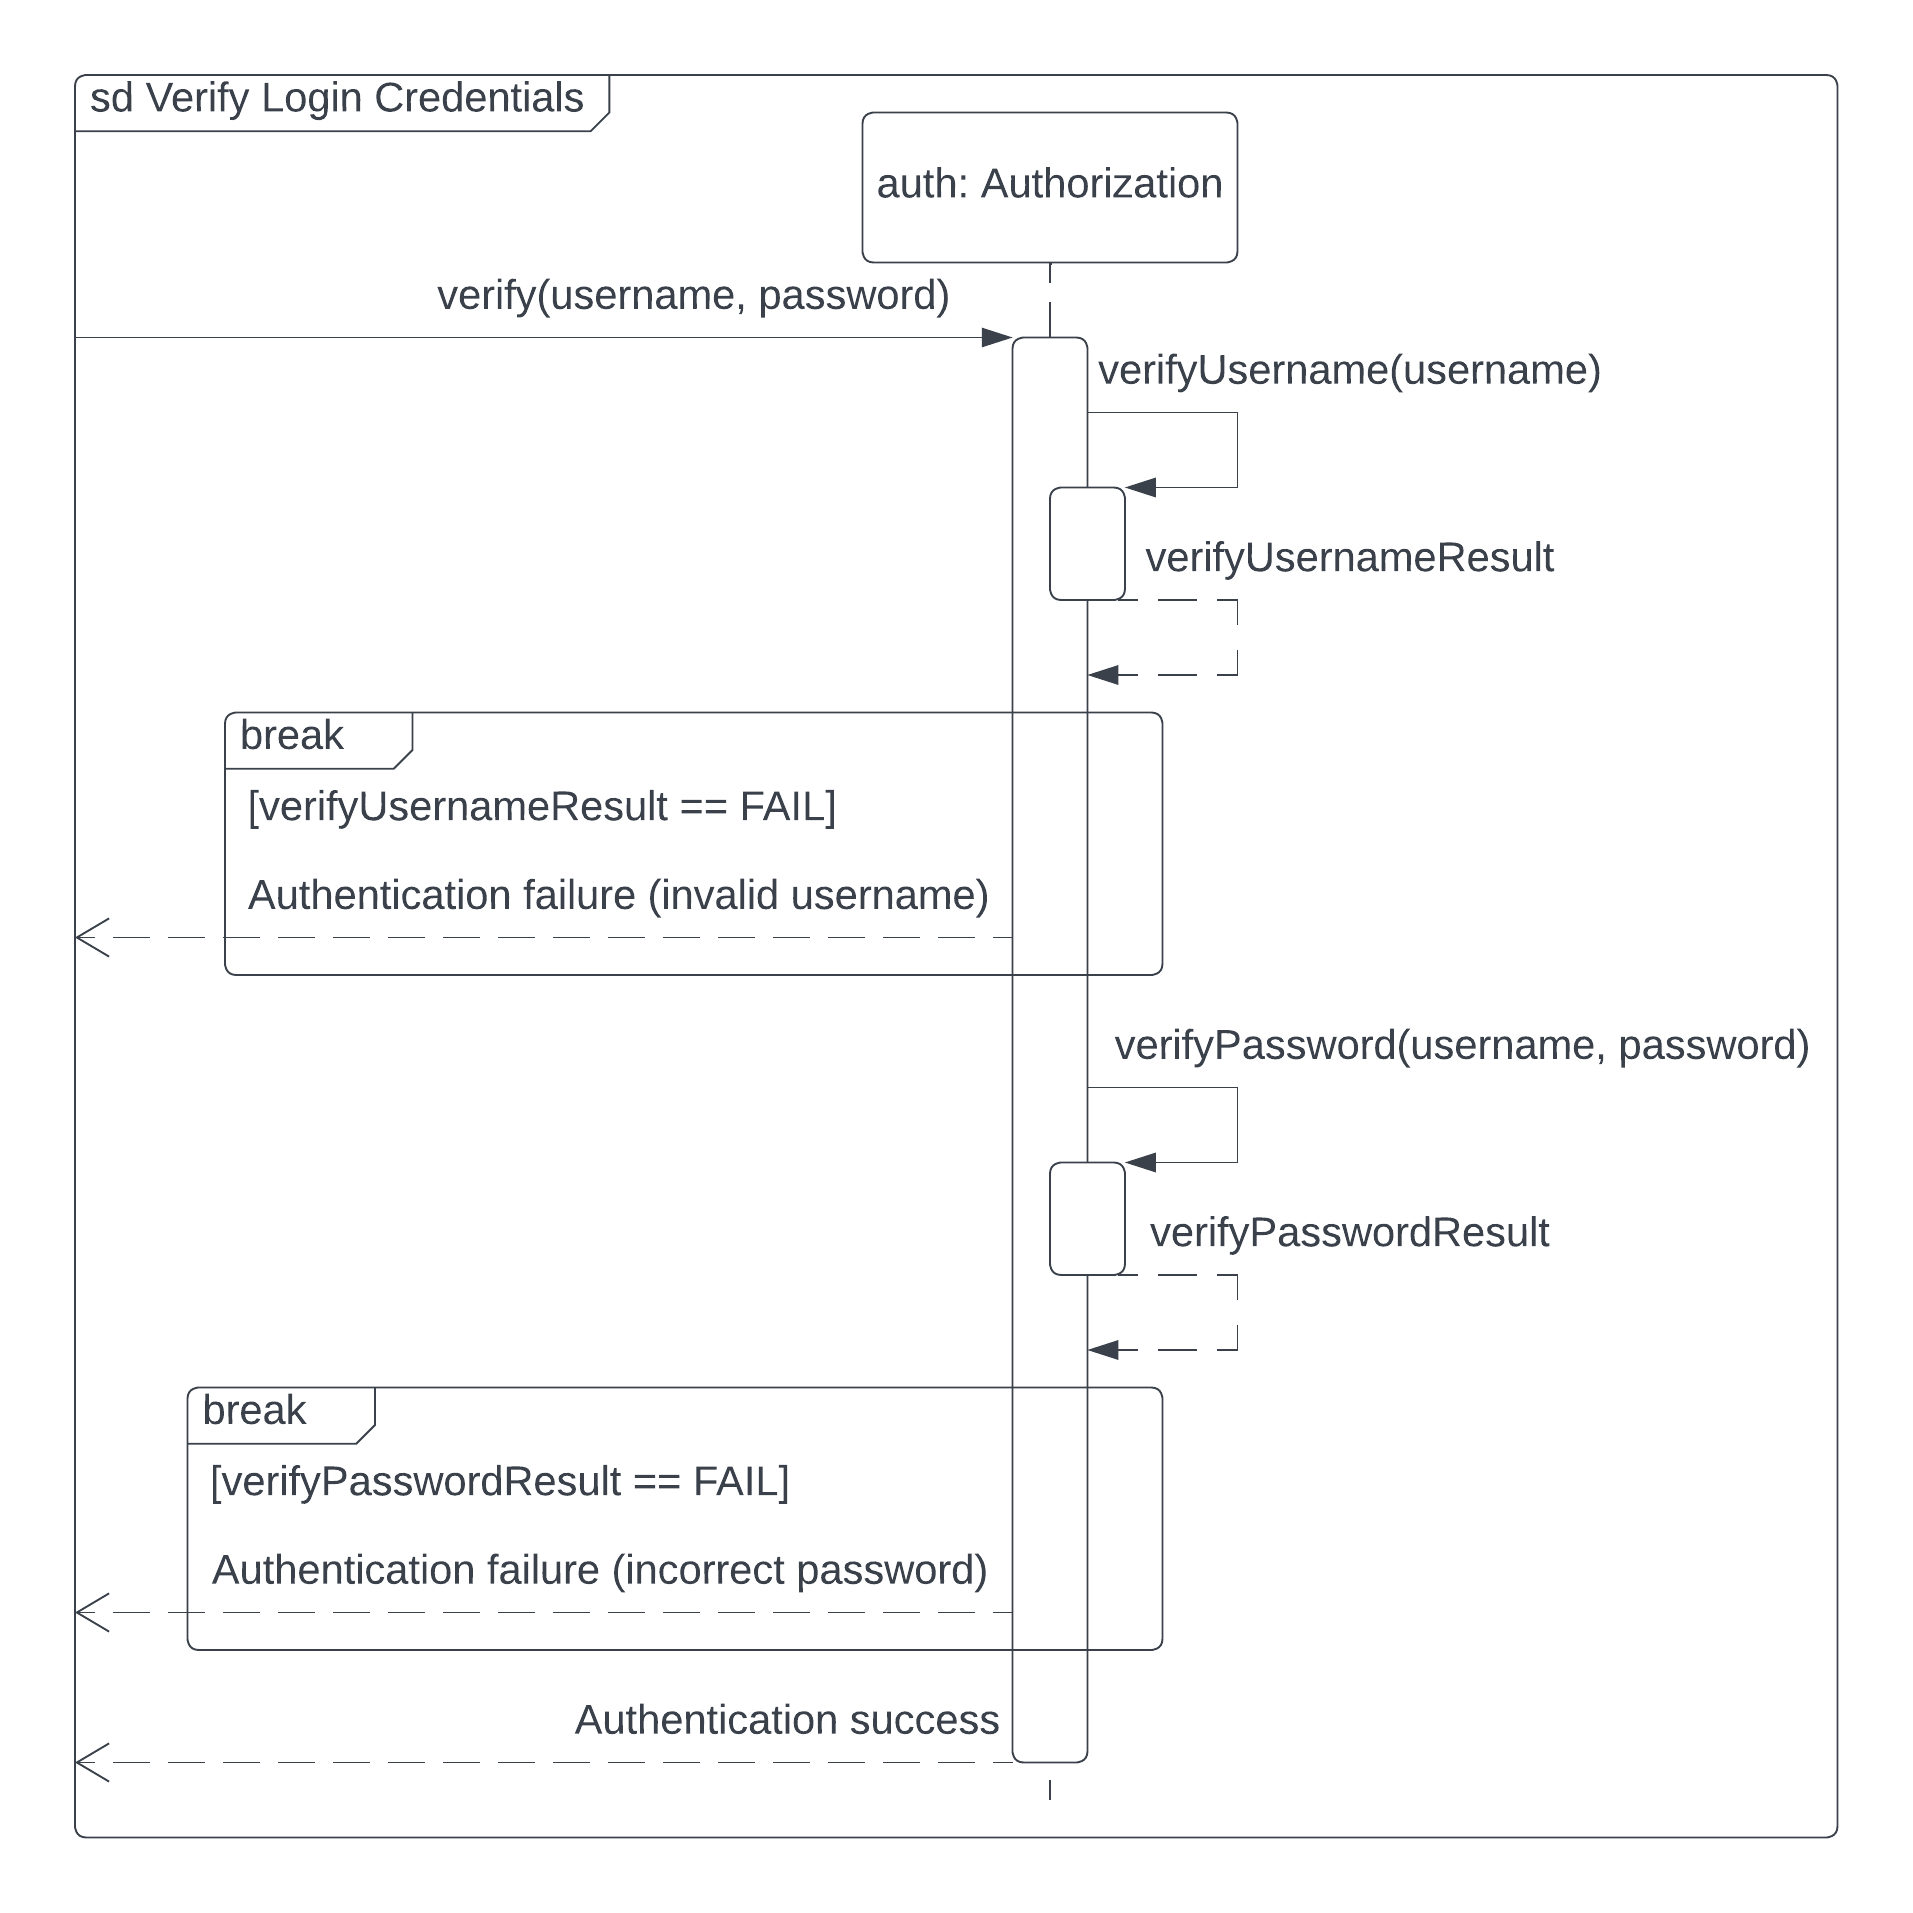 sd Verify Login Credentials
auth: Authorization
verify(username, password)
verifyUsername(username)
verifyUsernameResult
break
[verifyUsernameResult == FAIL]
Authentication failure (invalid username)
verifyPassword(username, password)
verifyPasswordResult
break
[verifyPasswordResult == FAIL]
Authentication failure (incorrect password)
Authentication success